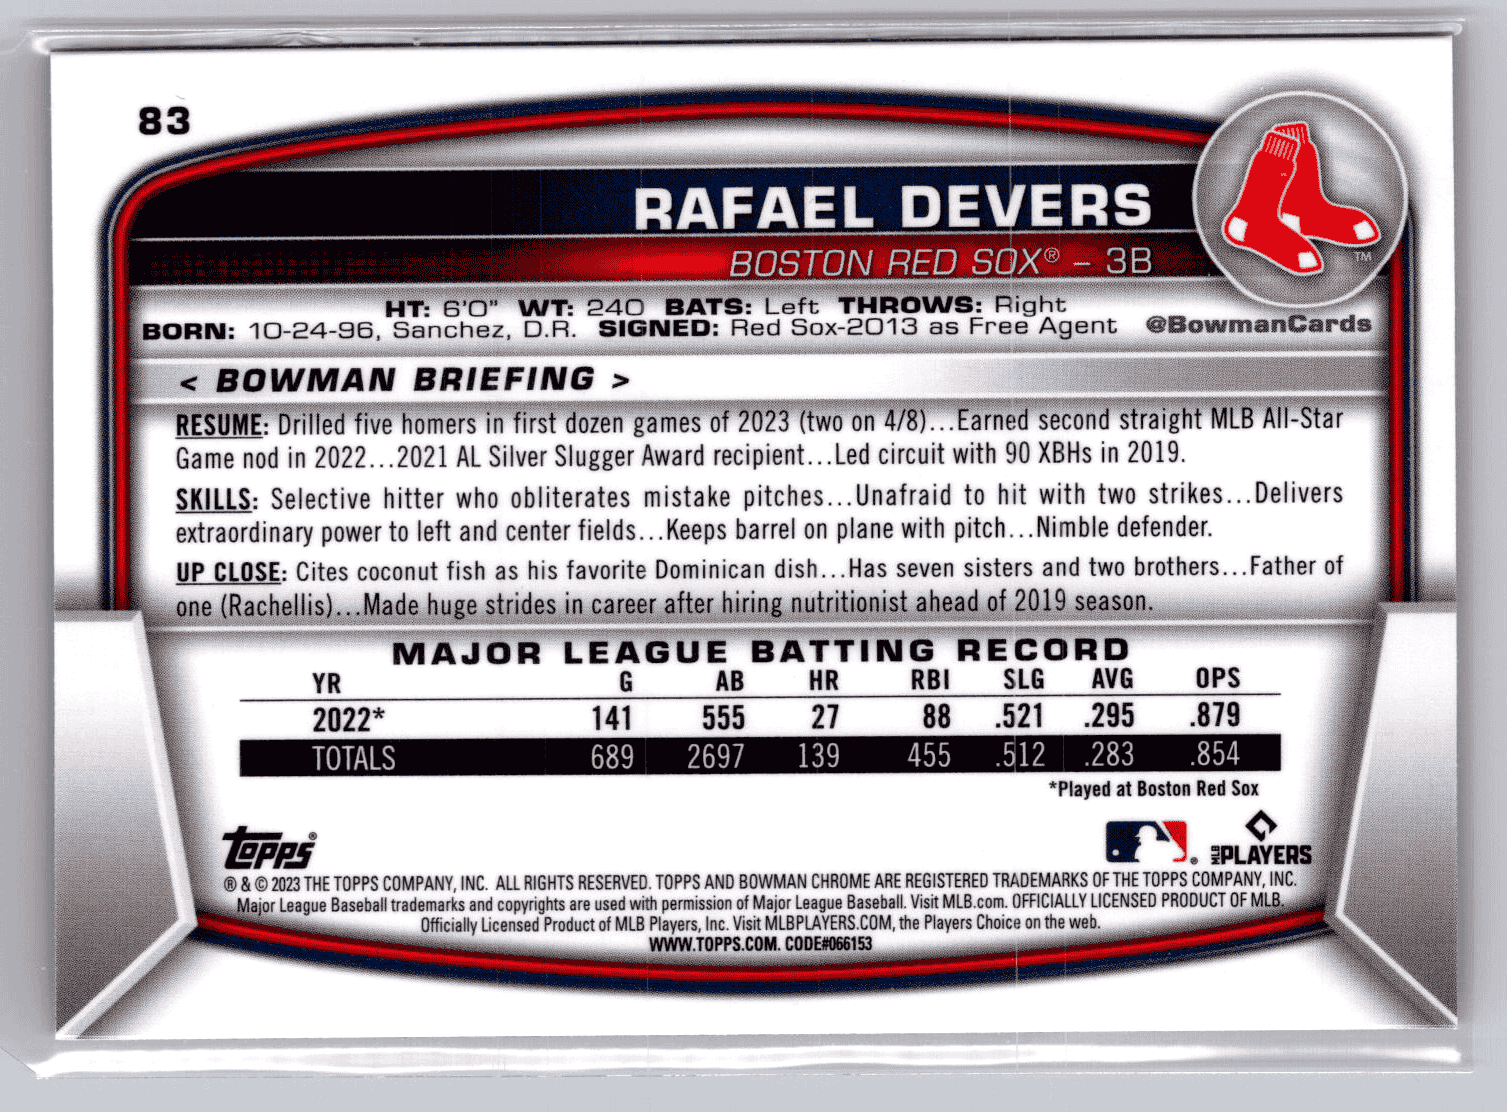 83
RAFAEL DEVERS
BOSTON RED SOX® – 3B
TM
HT: 6'0" WT: 240 BATS: Left THROWS: Right
BORN: 10-24-96, Sanchez, D.R. SIGNED: Red Sox-2013 as Free Agent @BowmanCards
< BOWMAN BRIEFING >
RESUME: Drilled five homers in first dozen games of 2023 (two on 4/8)...Earned second straight MLB All-Star
Game nod in 2022...2021 AL Silver Slugger Award recipient...Led circuit with 90 XBHs in 2019.
SKILLS: Selective hitter who obliterates mistake pitches...Unafraid to hit with two strikes...Delivers
extraordinary power to left and center fields...Keeps barrel on plane with pitch...Nimble defender.
UP CLOSE: Cites coconut fish as his favorite Dominican dish...Has seven sisters and two brothers...Father of
one (Rachellis)...Made huge strides in career after hiring nutritionist ahead of 2019 season.
MAJOR LEAGUE BATTING RECORD
YR G AB HR RBI SLG AVG OPS
2022* 141 555 27 88 .521 .295 .879
TOTALS 689 2697 139 455 .512 .283 .854
*Played at Boston Red Sox
Topps® ® MLB PLAYERS
® & © 2023 THE TOPPS COMPANY, INC. ALL RIGHTS RESERVED. TOPPS AND BOWMAN CHROME ARE REGISTERED TRADEMARKS OF THE TOPPS COMPANY, INC.
Major League Baseball trademarks and copyrights are used with permission of Major League Baseball. Visit MLB.com. OFFICIALLY LICENSED PRODUCT OF MLB.
Officially Licensed Product of MLB Players, Inc. Visit MLBPLAYERS.COM, the Players Choice on the web.
WWW.TOPPS.COM. CODE#066153